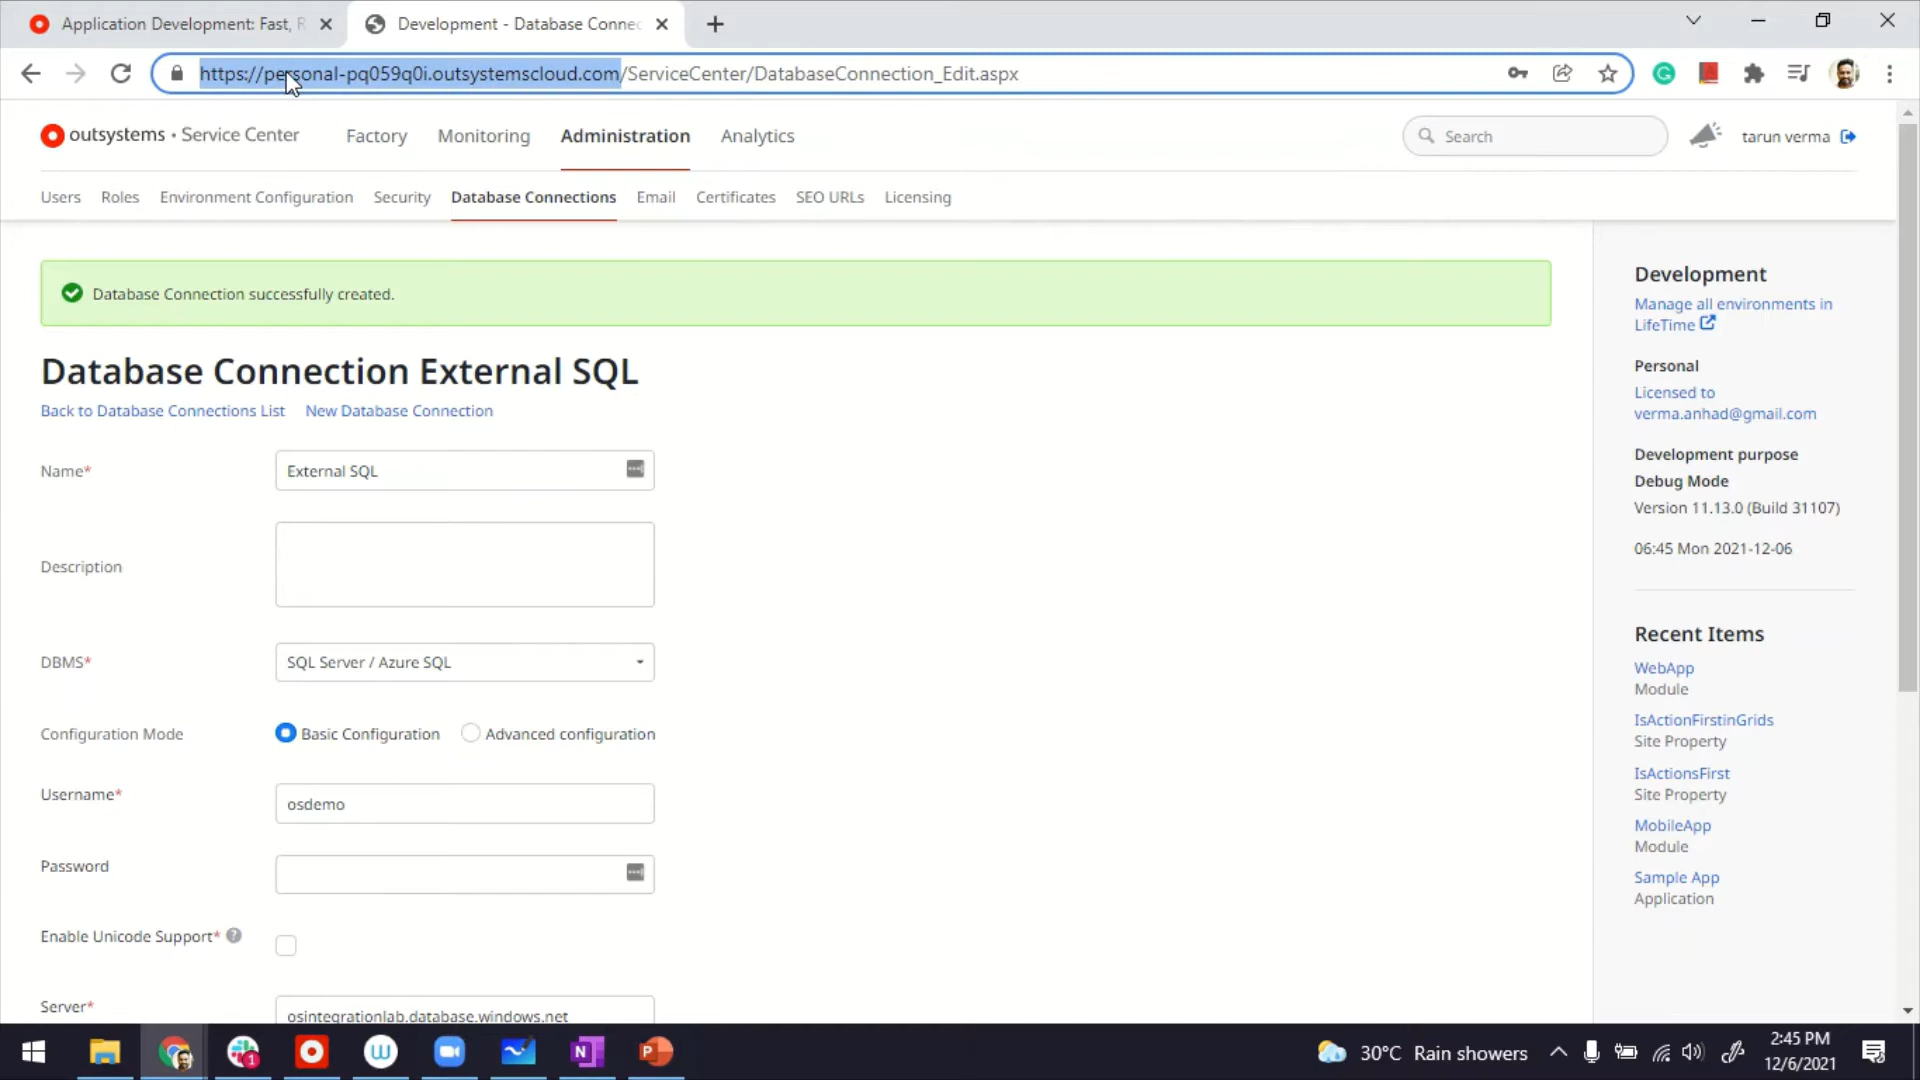 Application Development: Fast, R
Development - Database Connec
https://personal-pq059q0i.outsystemscloud.com/ServiceCenter/DatabaseConnection_Edit.aspx
outsystems • Service Center
Factory
Monitoring
Administration
Analytics
Search
tarun verma
Users
Roles
Environment Configuration
Security
Database Connections
Email
Certificates
SEO URLs
Licensing
Database Connection successfully created.
Database Connection External SQL
Back to Database Connections List
New Database Connection
Name*
External SQL
Description
DBMS*
SQL Server / Azure SQL
Configuration Mode
Basic Configuration
Advanced configuration
Username*
osdemo
Password
Enable Unicode Support*
Server*
osintegrationlab.database.windows.net
Development
Manage all environments in
LifeTime
Personal
Licensed to
verma.anhad@gmail.com
Development purpose
Debug Mode
Version 11.13.0 (Build 31107)
06:45 Mon 2021-12-06
Recent Items
WebApp
Module
IsActionFirstinGrids
Site Property
IsActionsFirst
Site Property
MobileApp
Module
Sample App
Application
30°C Rain showers
2:45 PM
12/6/2021